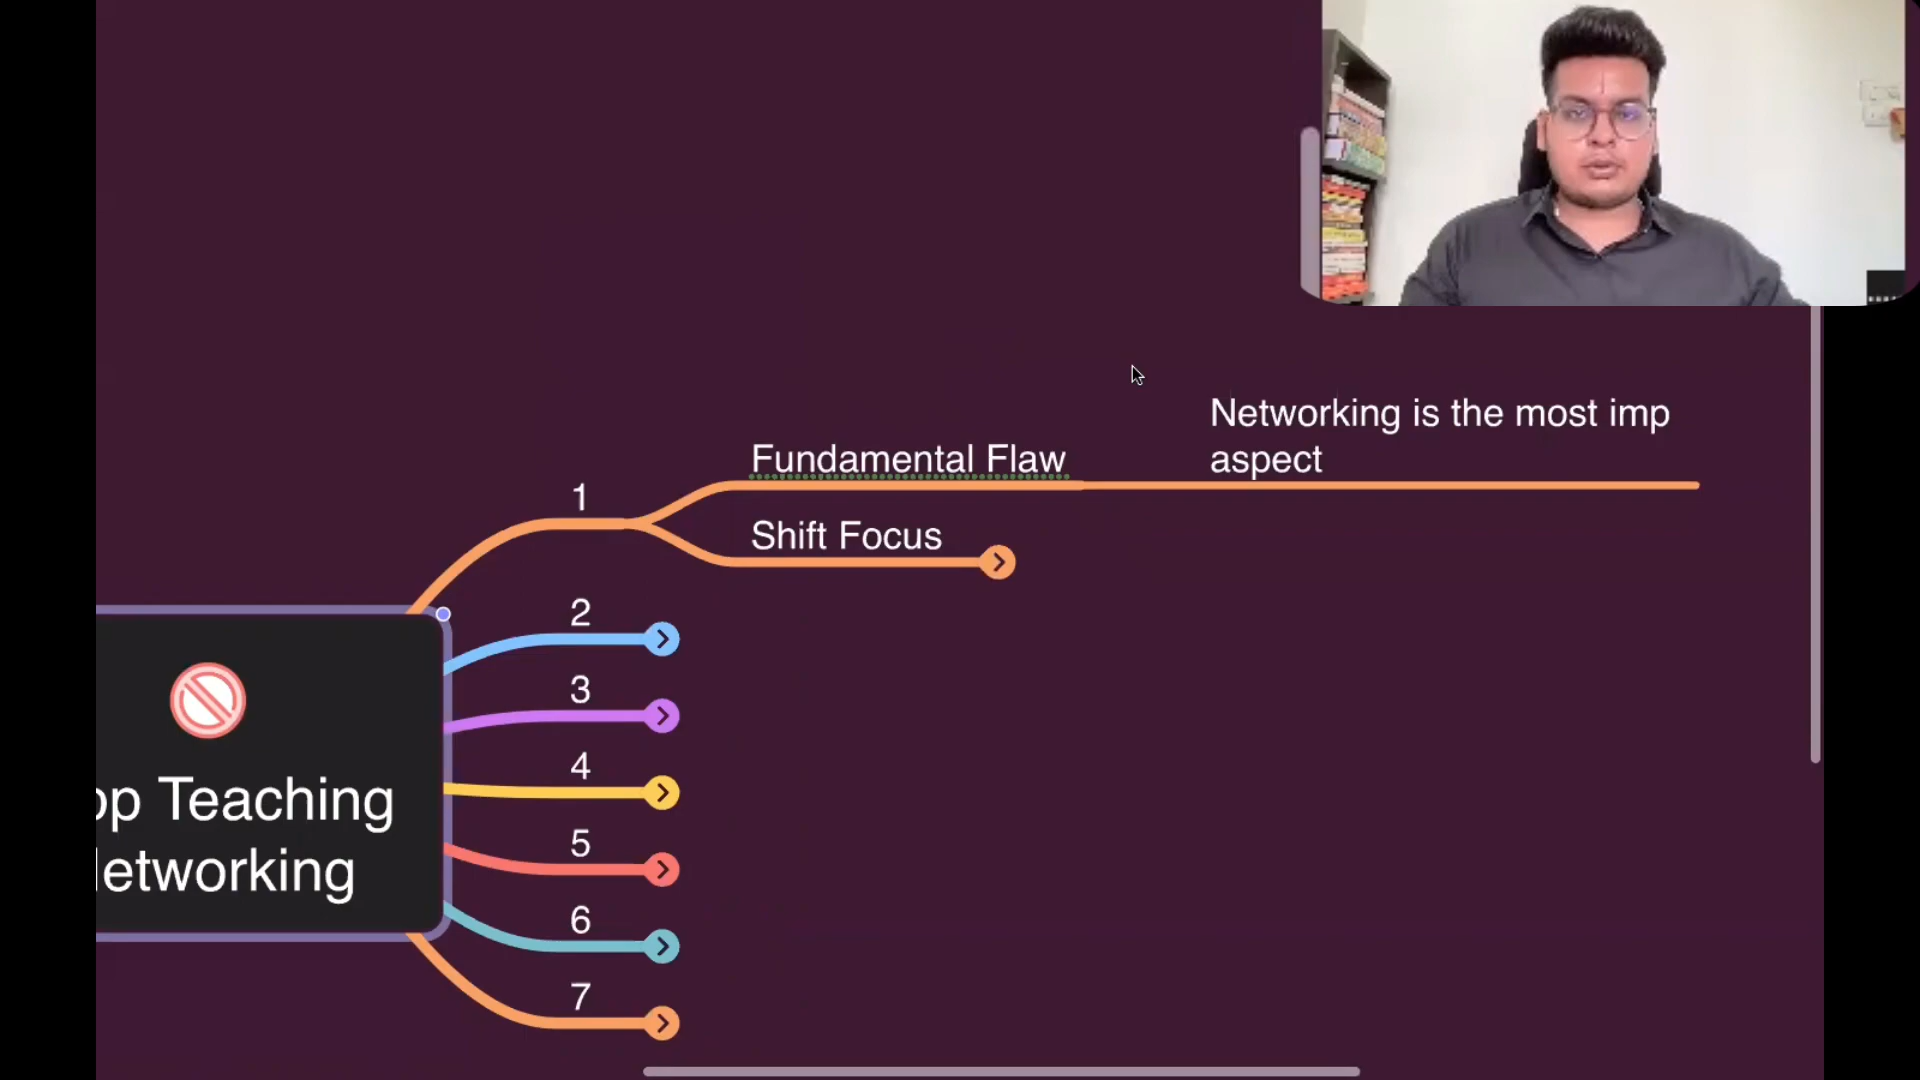 Networking is the most imp
aspect
Fundamental Flaw
1
Shift Focus
2
3
4
5
6
7
op Teaching
etworking